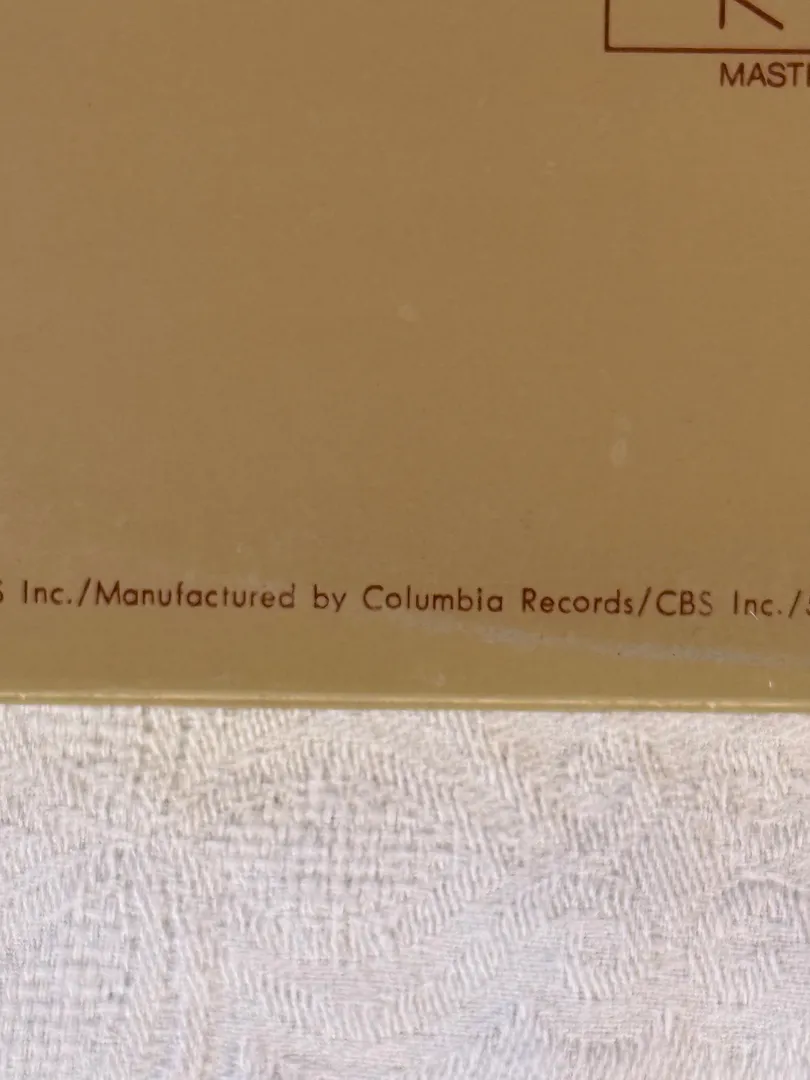 MAST
Inc./Manufactured by Columbia Records/CBS Inc./